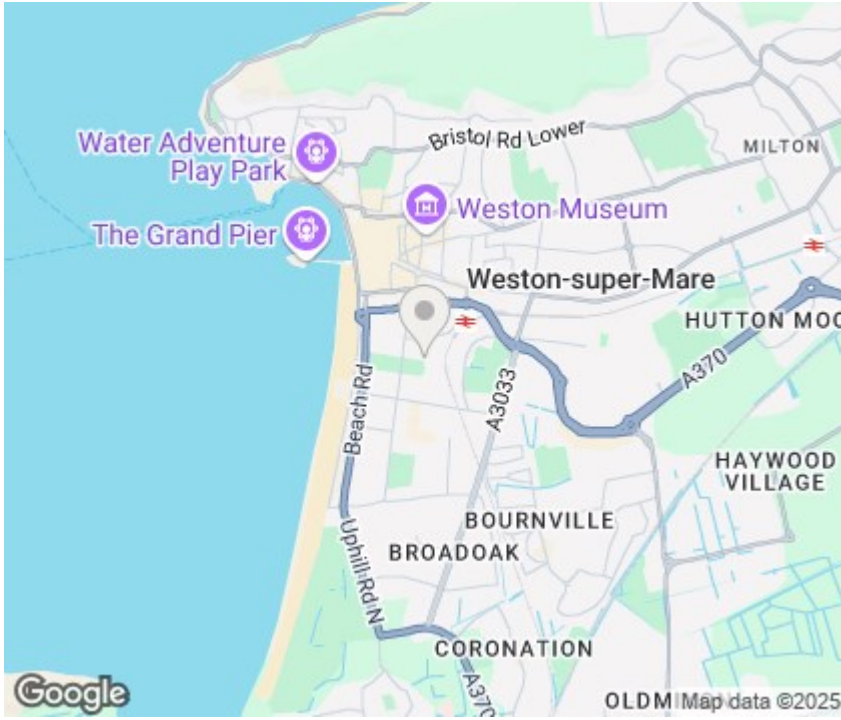 Water Adventure
Play Park
Bristol Rd Lower
MILTON
Weston Museum
The Grand Pier
Weston-super-Mare
HUTTON MOO
A370
Beach Rd
A3033
HAYWOOD
VILLAGE
BOURNVILLE
BROADOAK
Uphill Rd N
CORONATION
A370
Google
OLDM
Map data ©2025